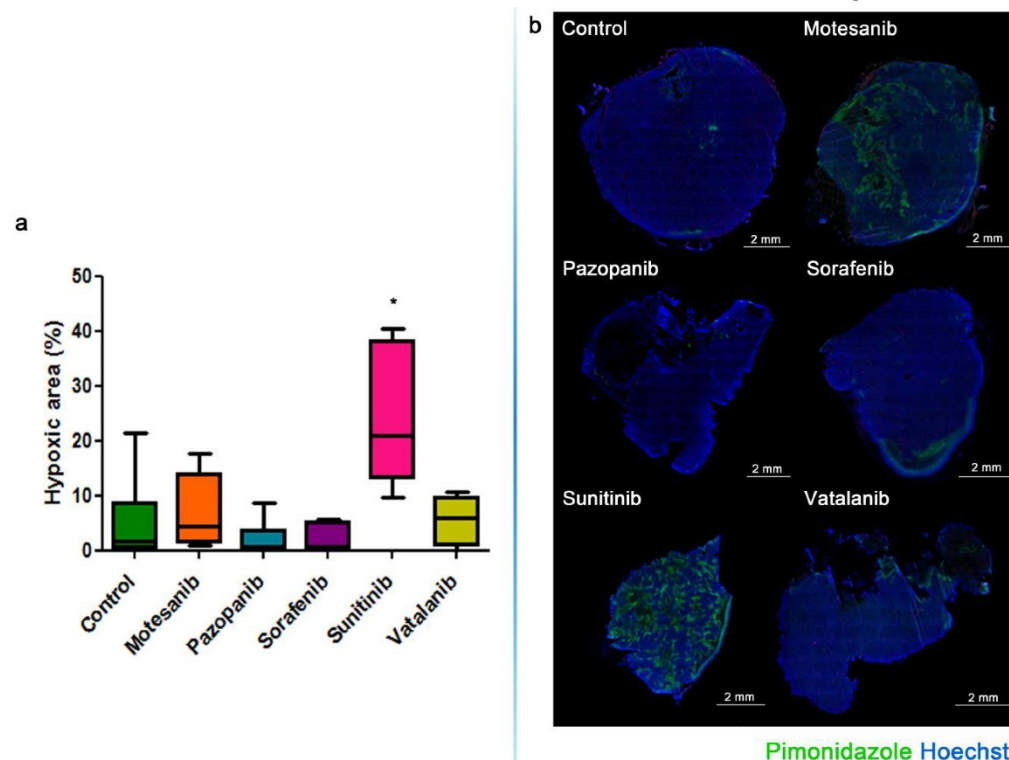 a
50
40
30
20
10
0
Hypoxic area (%)
*
Control
Motesanib
Pazopanib
Sorafenib
Sunitinib
Vatalanib
b
Control Motesanib
2 mm 2 mm
Pazopanib Sorafenib
2 mm 2 mm
Sunitinib Vatalanib
2 mm 2 mm
Pimonidazole Hoechst